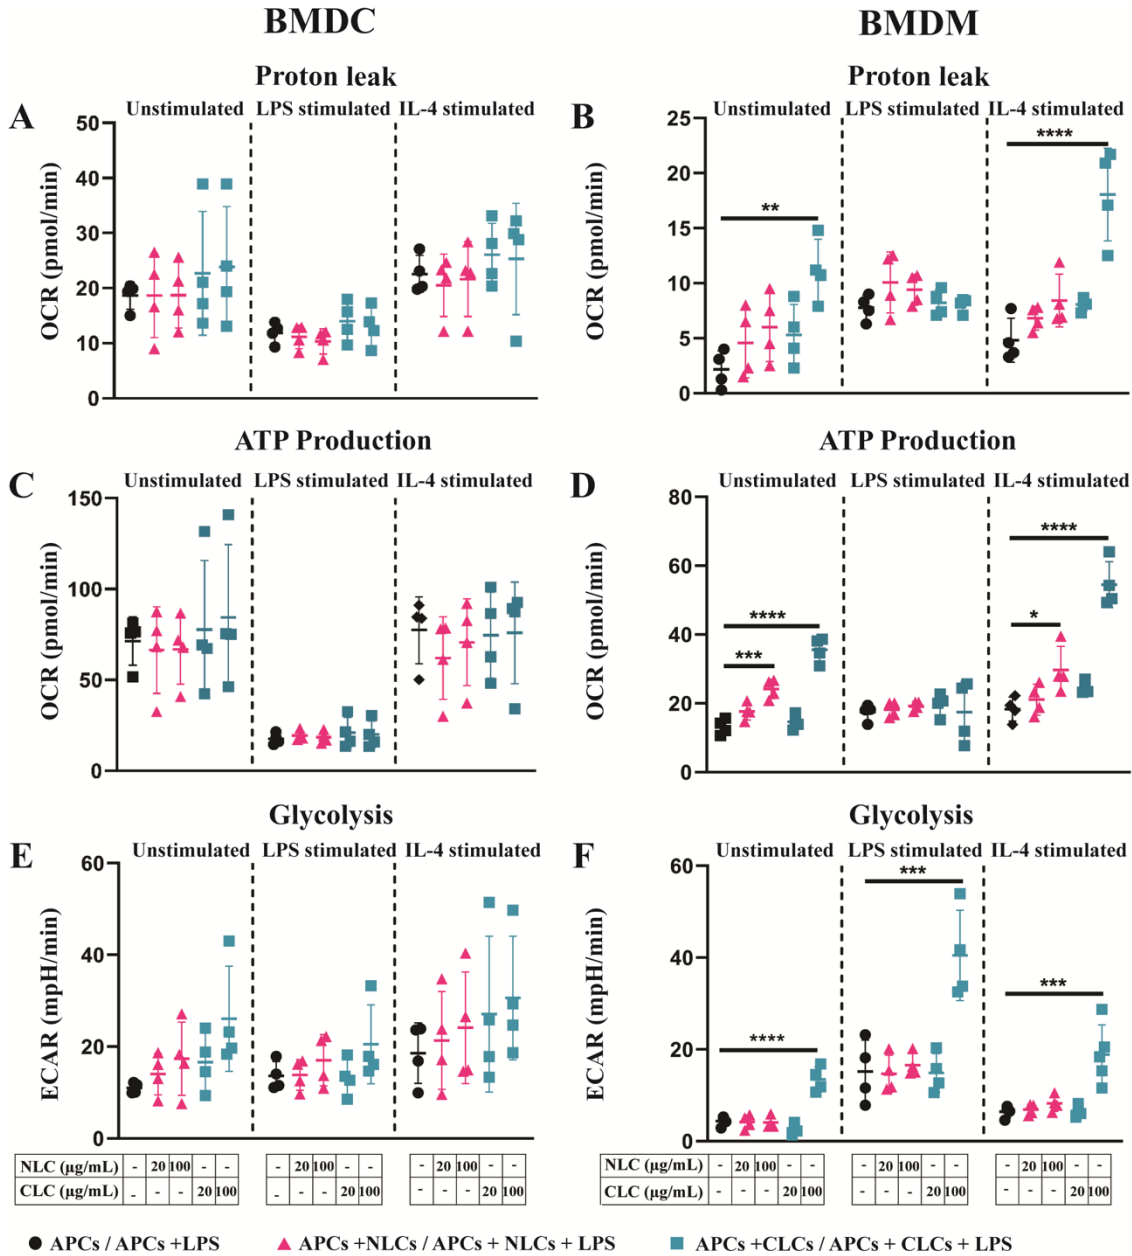 BMDC
BMDM
Proton leak
Proton leak
A
Unstimulated
LPS stimulated
IL-4 stimulated
B
Unstimulated
LPS stimulated
IL-4 stimulated
OCR (pmol/min)
50
40
30
20
10
0
OCR (pmol/min)
25
20
15
10
5
0
**
****
ATP Production
ATP Production
C
Unstimulated
LPS stimulated
IL-4 stimulated
D
Unstimulated
LPS stimulated
IL-4 stimulated
OCR (pmol/min)
150
100
50
0
OCR (pmol/min)
80
60
40
20
0
****
***
****
*
Glycolysis
Glycolysis
E
Unstimulated
LPS stimulated
IL-4 stimulated
F
Unstimulated
LPS stimulated
IL-4 stimulated
ECAR (mpH/min)
60
40
20
0
ECAR (mpH/min)
60
40
20
0
****
***
***
NLC (µg/mL) - 20 100 - - - 20 100 - - - 20 100 - -
CLC (µg/mL) - - - 20 100 - - - 20 100 - - - 20 100
NLC (µg/mL) - 20 100 - - - 20 100 - - - 20 100 - -
CLC (µg/mL) - - - 20 100 - - - 20 100 - - - 20 100
APCs / APCs +LPS
APCs +NLCs / APCs + NLCs + LPS
APCs +CLCs / APCs + CLCs + LPS